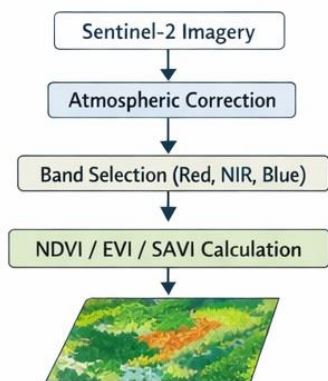 Sentinel-2 Imagery
Atmospheric Correction
Band Selection (Red, NIR, Blue)
NDVI / EVI / SAVI Calculation